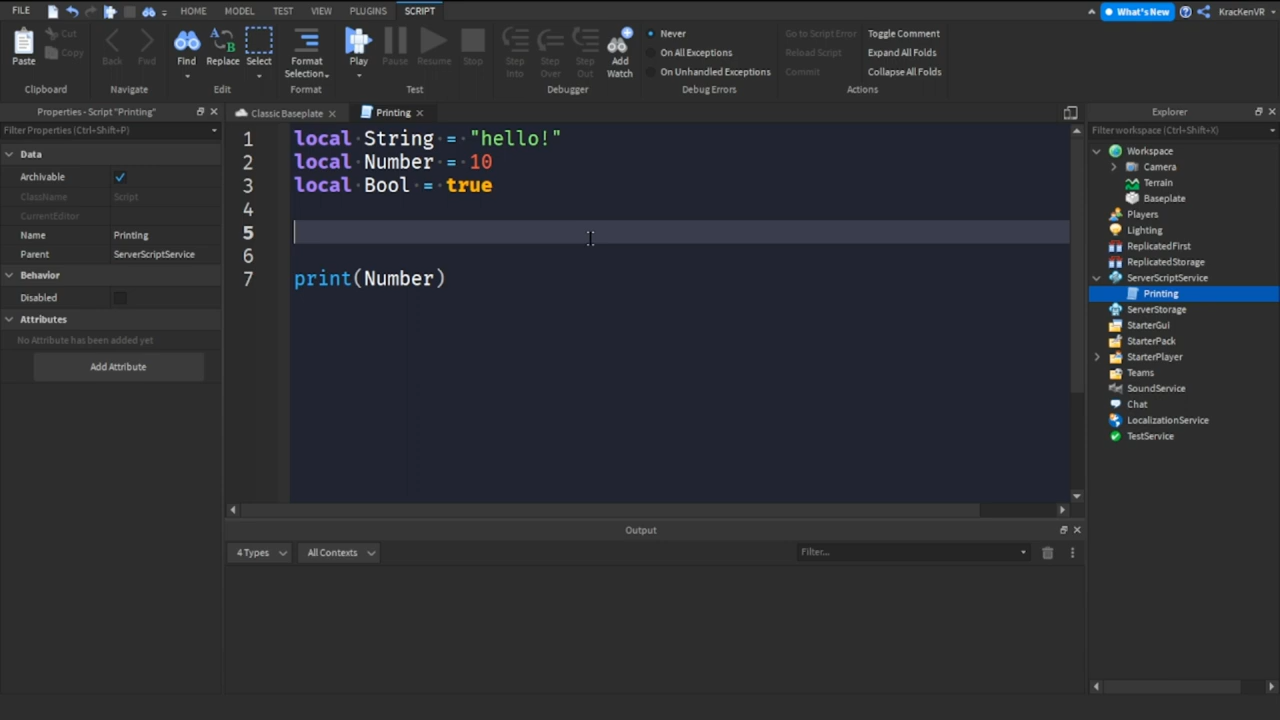 FILE HOME MODEL TEST VIEW PLUGINS SCRIPT What's New KracKenVR
Paste Cut Copy
Clipboard
Back Fwd
Navigate
Find Replace Select
Edit
Format Selection
Format
Play Pause Resume Stop
Test
Step Into Step Over Step Out Add Watch
Debugger
Never
On All Exceptions
On Unhandled Exceptions
Debug Errors
Go to Script Error
Reload Script
Commit
Toggle Comment
Expand All Folds
Collapse All Folds
Actions
Properties - Script "Printing"
Filter Properties (Ctrl+Shift+P)
Data
Archivable
ClassName Script
CurrentEditor
Name Printing
Parent ServerScriptService
Behavior
Disabled
Attributes
No Attribute has been added yet
Add Attribute
Classic Baseplate Printing
1 local String = "hello!"
2 local Number = 10
3 local Bool = true
4
5
6
7 print(Number)
Output
4 Types All Contexts Filter...
Explorer
Filter workspace (Ctrl+Shift+X)
Workspace
Camera
Terrain
Baseplate
Players
Lighting
ReplicatedFirst
ReplicatedStorage
ServerScriptService
Printing
ServerStorage
StarterGui
StarterPack
StarterPlayer
Teams
SoundService
Chat
LocalizationService
TestService